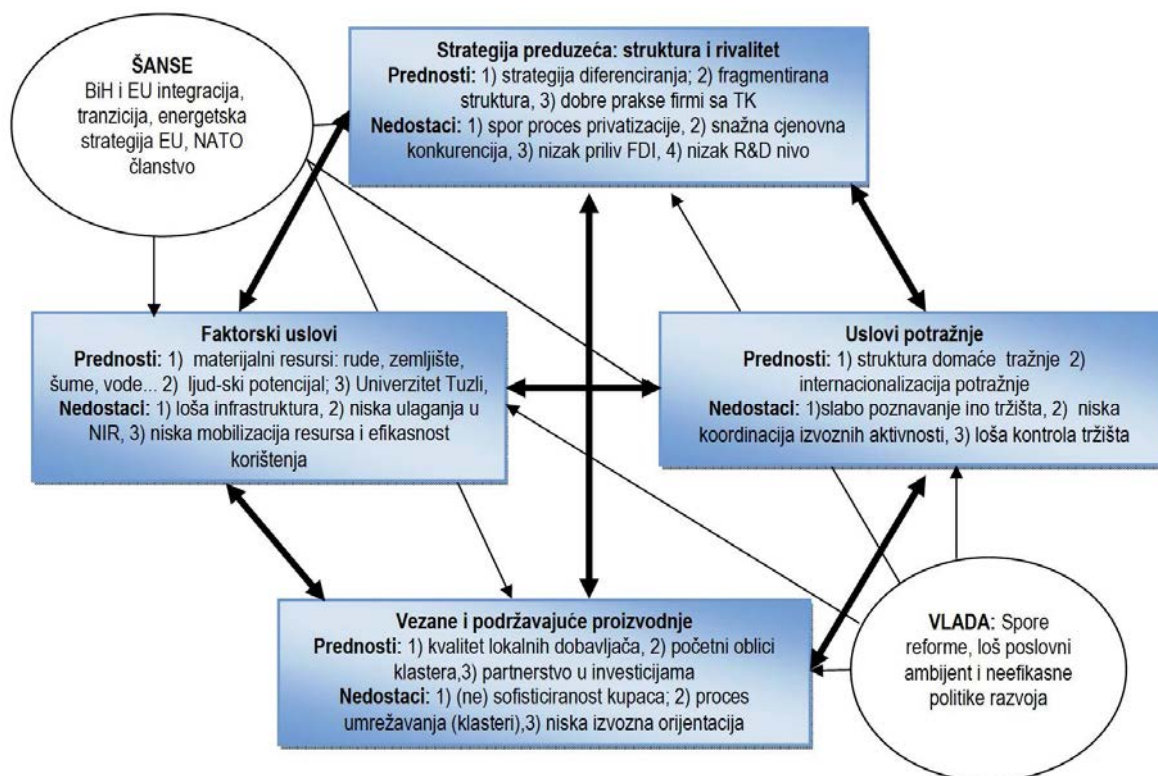 ŠANSE
BiH i EU integracija,
tranzicija, energetska
strategija EU, NATO
članstvo
Strategija preduzeća: struktura i rivalitet
Prednosti: 1) strategija diferenciranja; 2) fragmentirana
struktura, 3) dobre prakse firmi sa TK
Nedostaci: 1) spor proces privatizacije, 2) snažna cjenovna
konkurencija, 3) nizak priliv FDI, 4) nizak R&D nivo
Faktorski uslovi
Prednosti: 1) materijalni resursi: rude, zemljište,
šume, vode... 2) ljud-ski potencijal; 3) Univerzitet Tuzli,
Nedostaci: 1) loša infrastruktura, 2) niska ulaganja u
NIR, 3) niska mobilizacija resursa i efikasnost
korištenja
Uslovi potražnje
Prednosti: 1) struktura domaće tražnje 2)
internacionalizacija potražnje
Nedostaci: 1)slabo poznavanje ino tržišta, 2) niska
koordinacija izvoznih aktivnosti, 3) loša kontrola tržišta
Vezane i podržavajuće proizvodnje
Prednosti: 1) kvalitet lokalnih dobavljača, 2) početni oblici
klastera,3) partnerstvo u investicijama
Nedostaci: 1) (ne) sofisticiranost kupaca; 2) proces
umrežavanja (klasteri),3) niska izvozna orijentacija
VLADA: Spore
reforme, loš poslovni
ambijent i neefikasne
politike razvoja